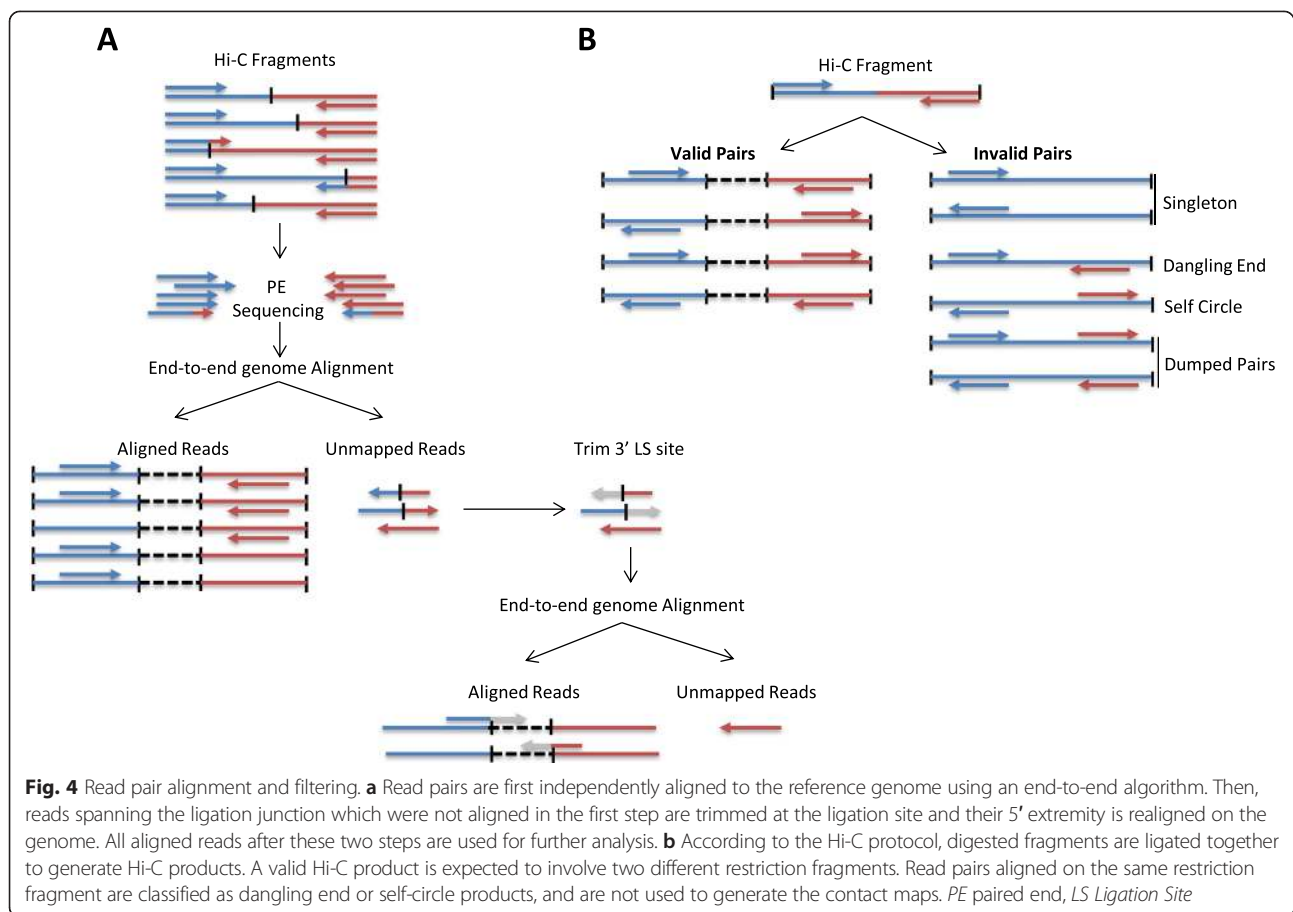 A
Hi-C Fragments
PE
Sequencing
End-to-end genome Alignment
Aligned Reads
Unmapped Reads
Trim 3’ LS site
End-to-end genome Alignment
Aligned Reads
Unmapped Reads
B
Hi-C Fragment
Valid Pairs
Invalid Pairs
Singleton
Dangling End
Self Circle
Dumped Pairs
Fig. 4 Read pair alignment and filtering. a Read pairs are first independently aligned to the reference genome using an end-to-end algorithm. Then,
reads spanning the ligation junction which were not aligned in the first step are trimmed at the ligation site and their 5′ extremity is realigned on the
genome. All aligned reads after these two steps are used for further analysis. b According to the Hi-C protocol, digested fragments are ligated together
to generate Hi-C products. A valid Hi-C product is expected to involve two different restriction fragments. Read pairs aligned on the same restriction
fragment are classified as dangling end or self-circle products, and are not used to generate the contact maps. PE paired end, LS Ligation Site